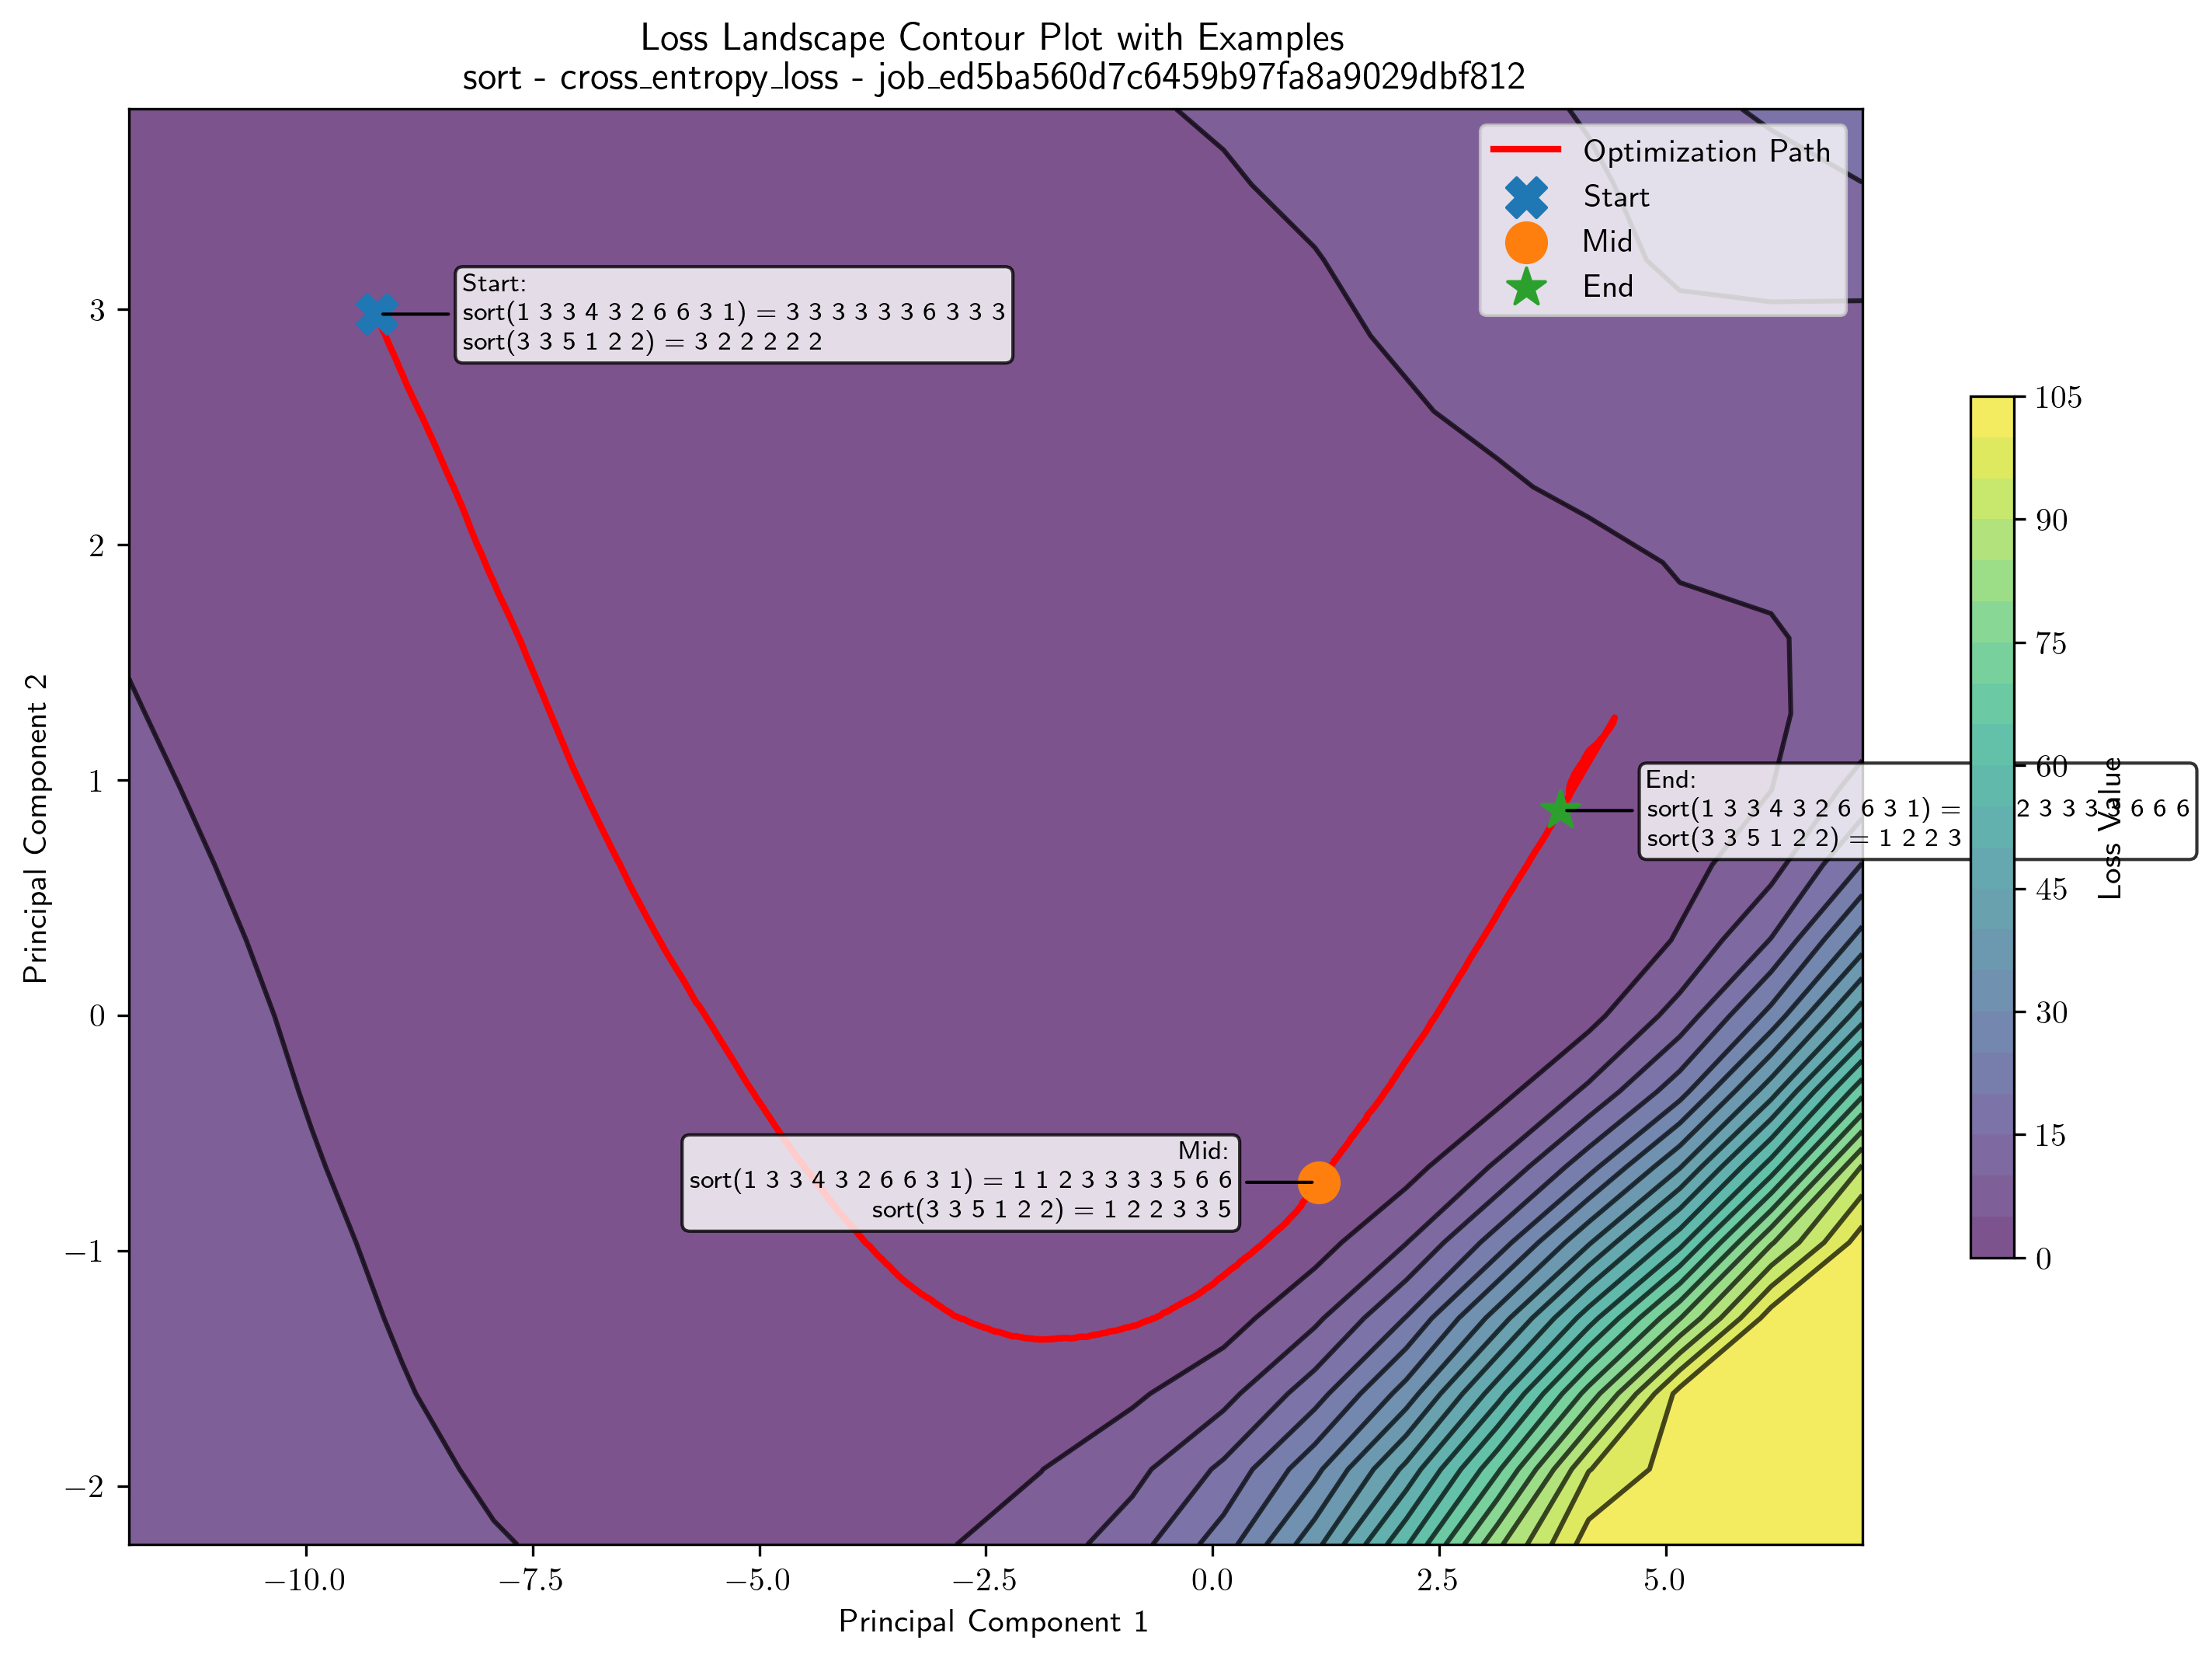 Loss Landscape Contour Plot with Examples
sort - cross_entropy_loss - job_ed5ba560d7c6459b97fa8a9029dbf812
Optimization Path
Start
Mid
End
Start:
sort(1 3 3 4 3 2 6 6 3 1) = 3 3 3 3 3 3 6 3 3 3
sort(3 3 5 1 2 2) = 3 2 2 2 2 2
End:
sort(1 3 3 4 3 2 6 6 3 1) = 2 3 3 3 3 6 6 6
sort(3 3 5 1 2 2) = 1 2 2 3
Mid:
sort(1 3 3 4 3 2 6 6 3 1) = 1 1 2 3 3 3 3 5 6 6
sort(3 3 5 1 2 2) = 1 2 2 3 3 5
3
2
1
0
−1
−2
Principal Component 2
−10.0
−7.5
−5.0
−2.5
0.0
2.5
5.0
Principal Component 1
105
90
75
60
45
30
15
0
Loss Value